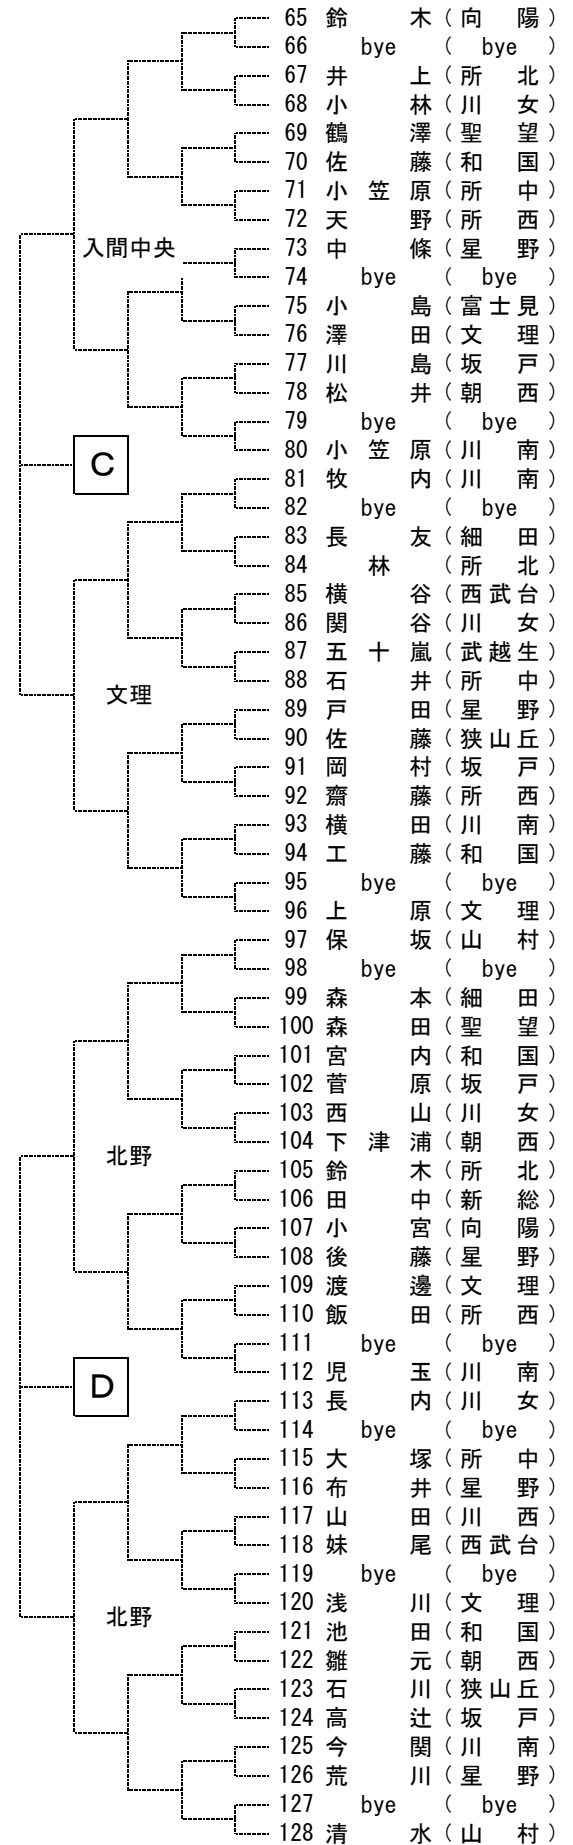 65 鈴木(向陽)
66 bye ( bye )
67 井上(所北)
68 小林(川女)
69 鶴澤(聖望)
70 佐藤(和国)
71 小笠原(所中)
72 天野(所西)
入間中央
73 中條(星野)
74 bye ( bye )
75 小島(富士見)
76 澤田(文理)
77 川島(坂戸)
78 松井(朝西)
79 bye ( bye )
80 小笠原(川南)
C
81 牧内(川南)
82 bye ( bye )
83 長友(細田)
84 林(所北)
85 横谷(西武台)
86 関谷(川女)
87 五十嵐(武越生)
88 石井(所中)
文理
89 戸田(星野)
90 佐藤(狭山丘)
91 岡村(坂戸)
92 齋藤(所西)
93 横田(川南)
94 工藤(和国)
95 bye ( bye )
96 上原(文理)
97 保坂(山村)
98 bye ( bye )
99 森本(細田)
100 森田(聖望)
101 宮内(和国)
102 菅原(坂戸)
103 西山(川女)
104 下津浦(朝西)
北野
105 鈴木(所北)
106 田中(新総)
107 小宮(向陽)
108 後藤(星野)
109 渡邊(文理)
110 飯田(所西)
111 bye ( bye )
112 児玉(川南)
D
113 長内(川女)
114 bye ( bye )
115 大塚(所中)
116 布井(星野)
117 山田(川西)
118 妹尾(西武台)
119 bye ( bye )
120 浅川(文理)
北野
121 池田(和国)
122 雛元(朝西)
123 石川(狭山丘)
124 高辻(坂戸)
125 今関(川南)
126 荒川(星野)
127 bye ( bye )
128 清水(山村)